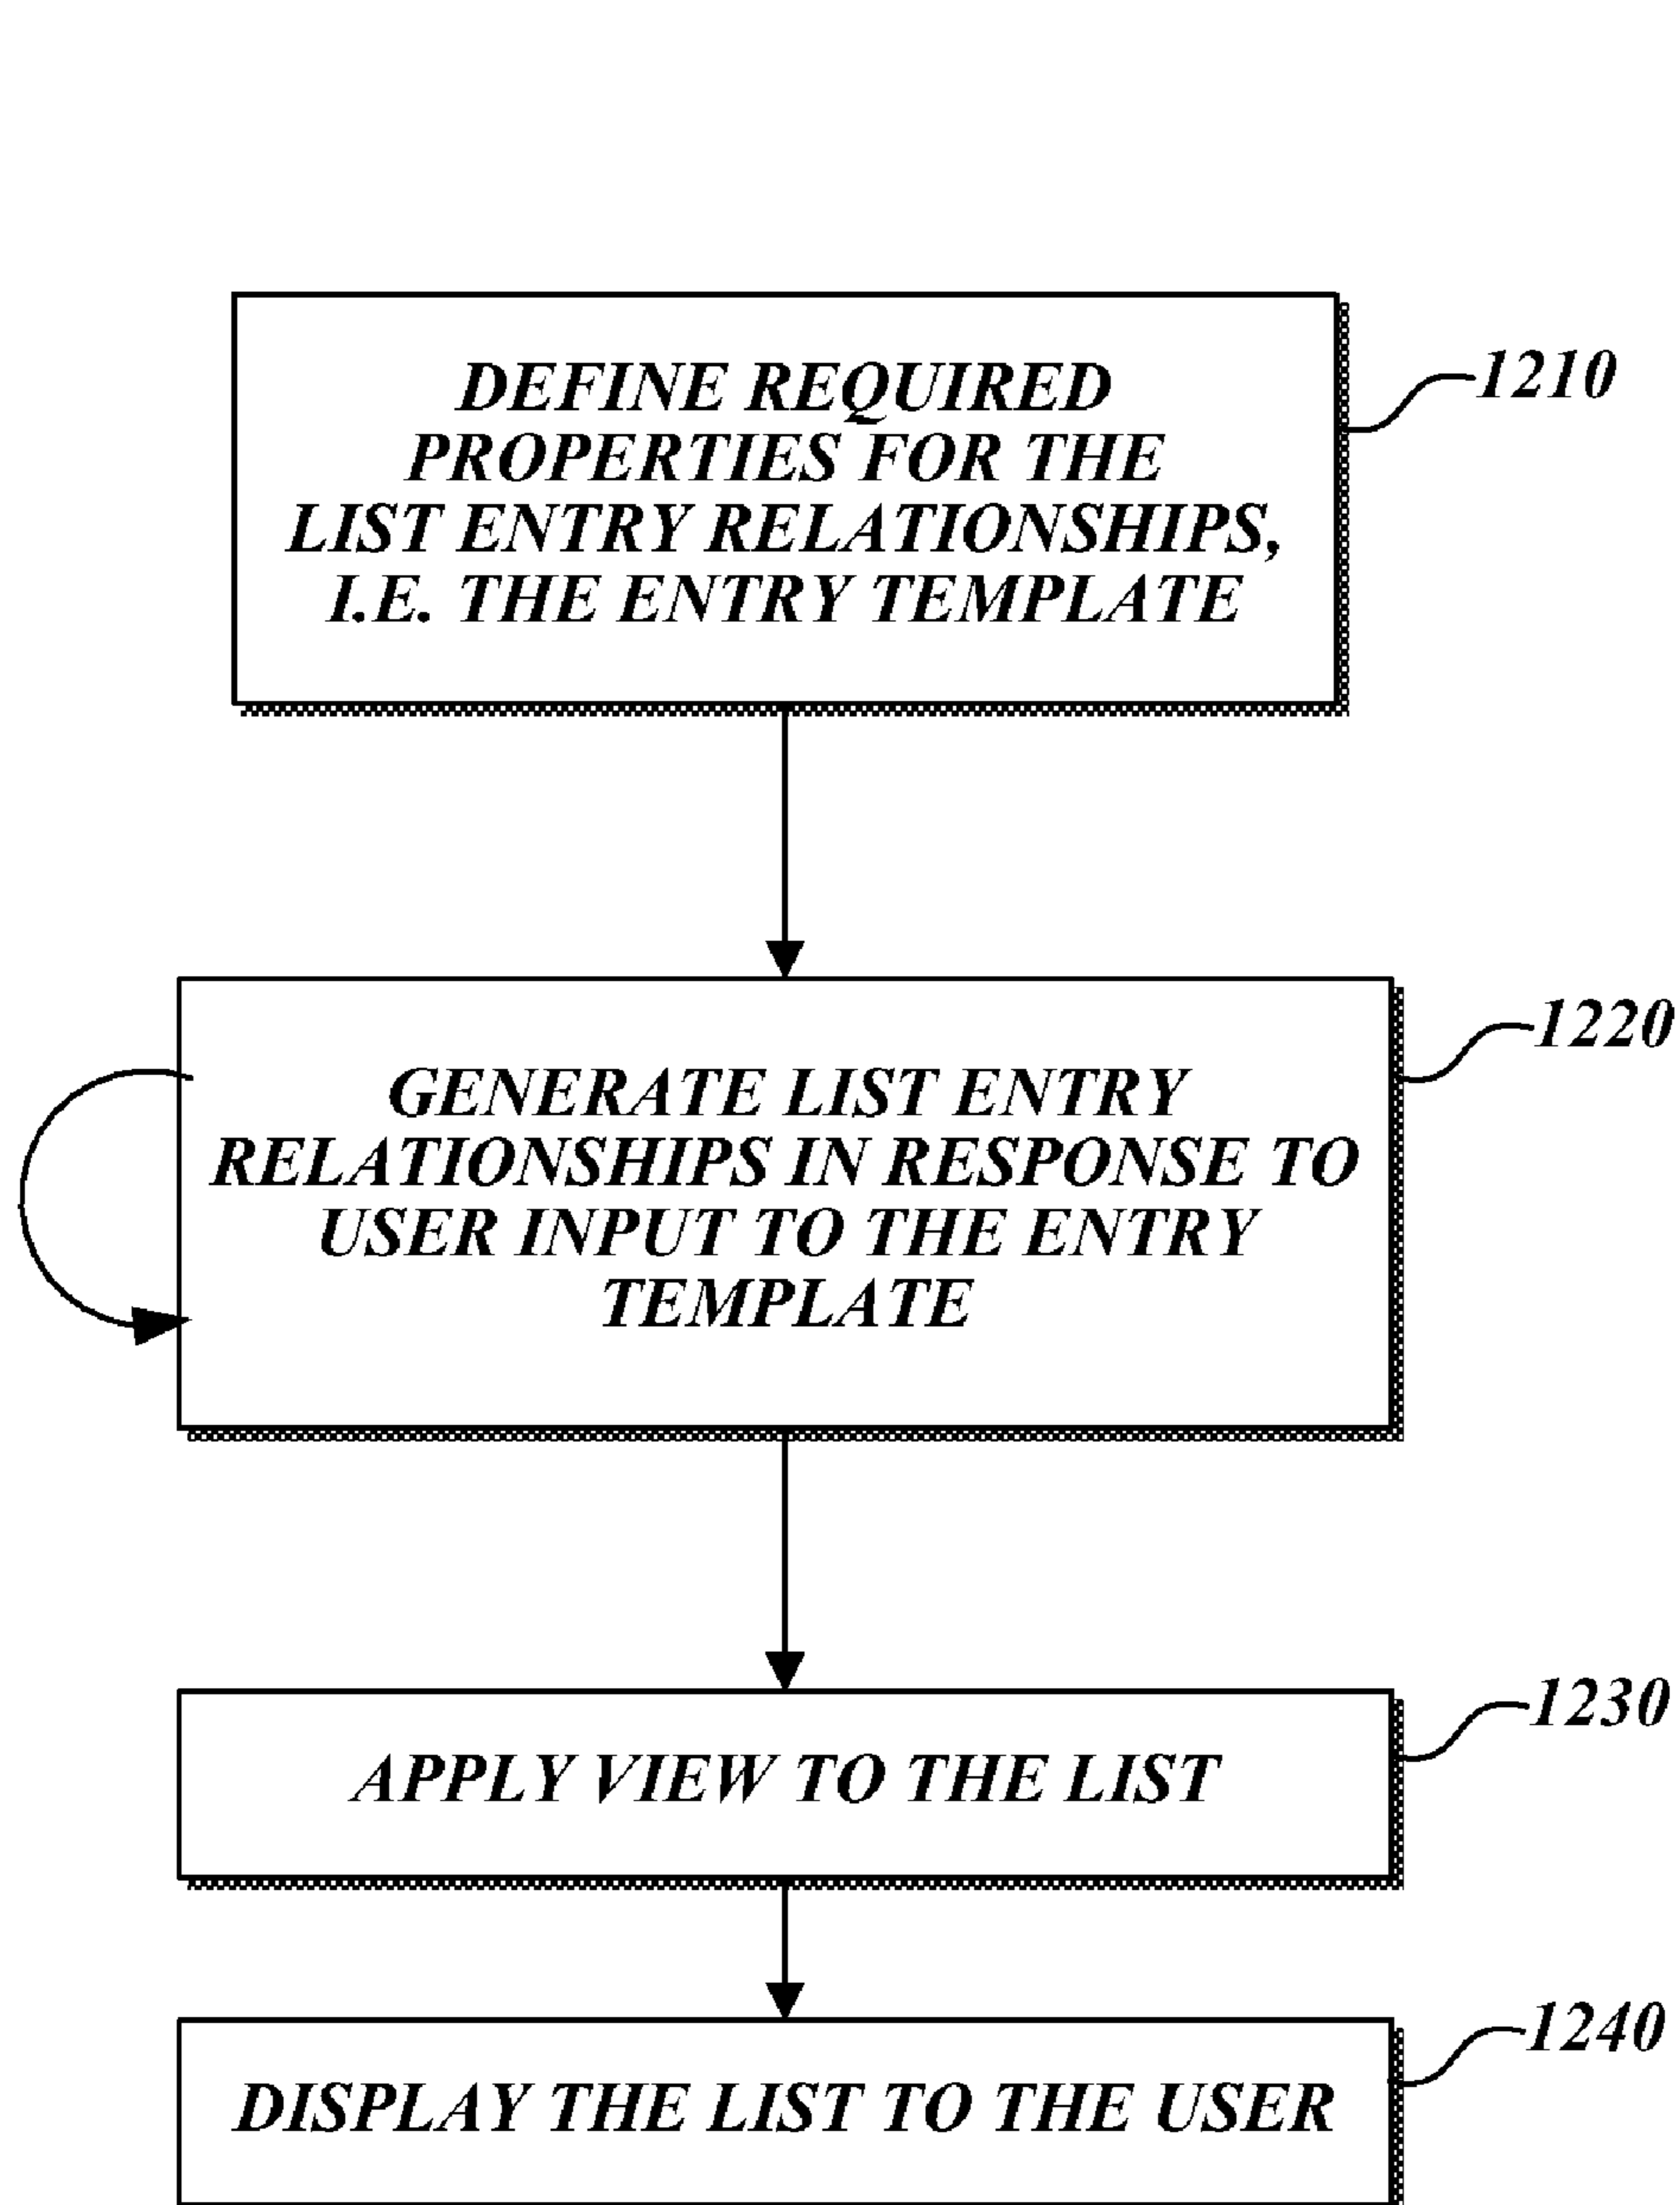 DEFINE REQUIRED
PROPERTIES FOR THE
LIST ENTRY RELATIONSHIPS,
I.E. THE ENTRY TEMPLATE
1210
GENERATE LIST ENTRY
RELATIONSHIPS IN RESPONSE TO
USER INPUT TO THE ENTRY
TEMPLATE
1220
APPLY VIEW TO THE LIST
1230
DISPLAY THE LIST TO THE USER
1240